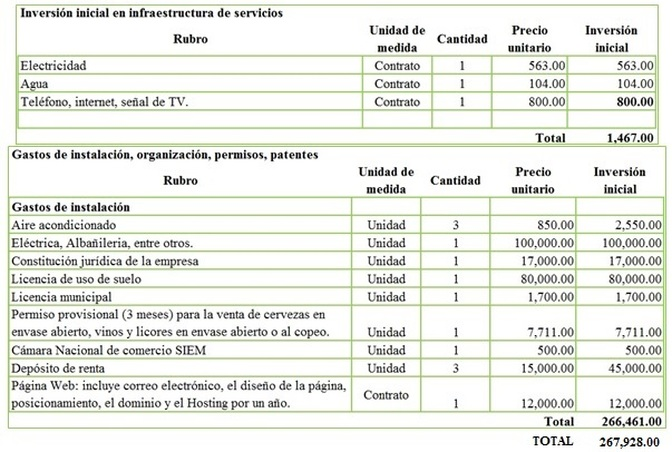 Inversión inicial en infraestructura de servicios
Rubro Unidad de medida Cantidad Precio unitario Inversión inicial
Electricidad Contrato 1 563.00 563.00
Agua Contrato 1 104.00 104.00
Teléfono, internet, señal de TV. Contrato 1 800.00 800.00
Total 1,467.00
Gastos de instalación, organización, permisos, patentes
Rubro Unidad de medida Cantidad Precio unitario Inversión inicial
Gastos de instalación
Aire acondicionado Unidad 3 850.00 2,550.00
Eléctrica, Albañileria, entre otros. Unidad 1 100,000.00 100,000.00
Constitución jurídica de la empresa Unidad 1 17,000.00 17,000.00
Licencia de uso de suelo Unidad 1 80,000.00 80,000.00
Licencia municipal Unidad 1 1,700.00 1,700.00
Permiso provisional (3 meses) para la venta de cervezas en
envase abierto, vinos y licores en envase abierto o al copeo. Unidad 1 7,711.00 7,711.00
Cámara Nacional de comercio SIEM Unidad 1 500.00 500.00
Depósito de renta Unidad 3 15,000.00 45,000.00
Página Web: incluye correo electrónico, el diseño de la página,
posicionamiento, el dominio y el Hosting por un año. Contrato 1 12,000.00 12,000.00
Total 266,461.00
TOTAL 267,928.00